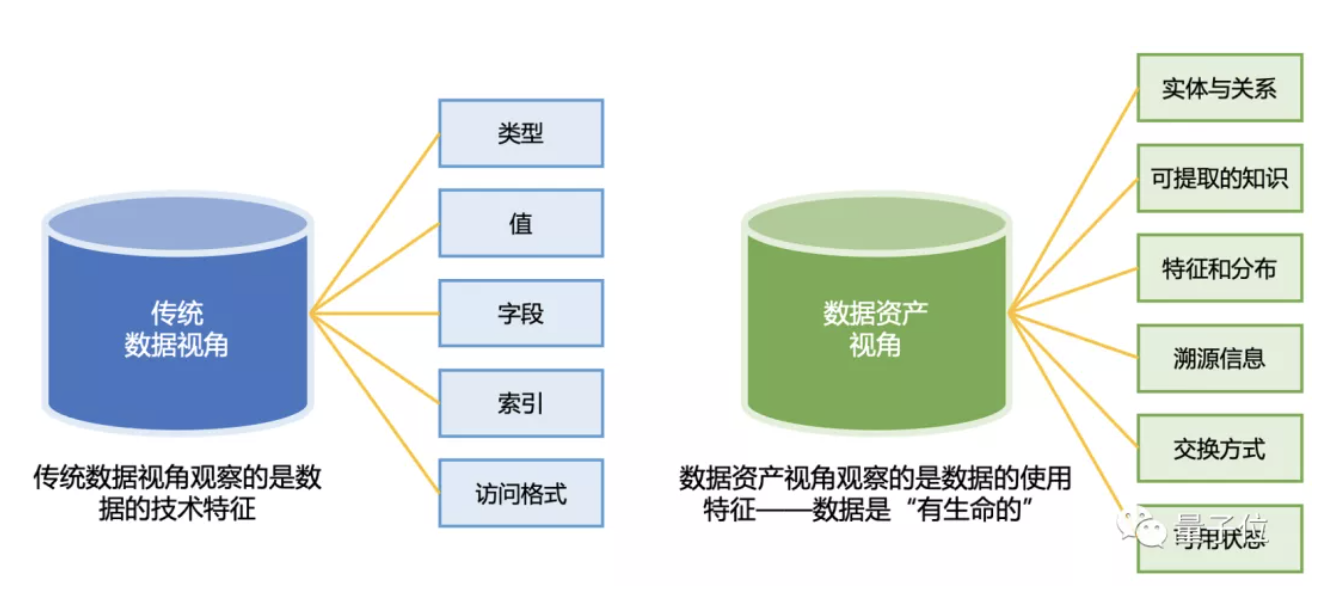 传统
数据视角
类型
值
字段
索引
访问格式
传统数据视角观察的是数
据的技术特征
数据资产
视角
实体与关系
可提取的知识
特征和分布
溯源信息
交换方式
可用状态
数据资产视角观察的是数据的使用
特征——数据是“有生命的”
量子位